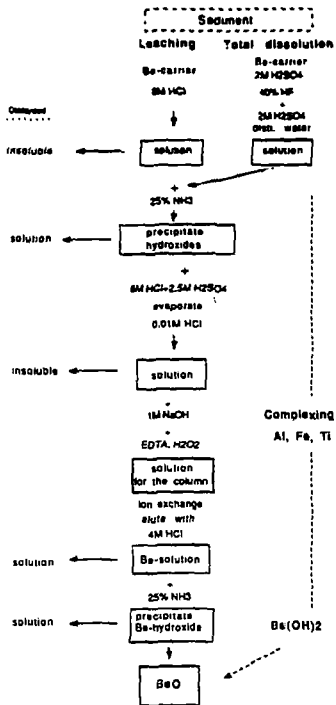 Sediment
Leaching Total dissolution
Be-carrier
8M HCl
Be-carrier
2M H2SO4
40% HF
+
2M H2SO4
dist. water
insoluble
solution
solution
+
25% NH3
solution
precipitate
hydroxides
+
6M HCl+2.5M H2SO4
evaporate
0.01M HCl
insoluble
solution
+
1M NaOH
+
EDTA, H2O2
Complexing
Al, Fe, Ti
solution
for the column
Ion exchange
elute with
4M HCl
solution
Be-solution
+
25% NH3
solution
precipitate
Be-hydroxide
Be(OH)2
BeO